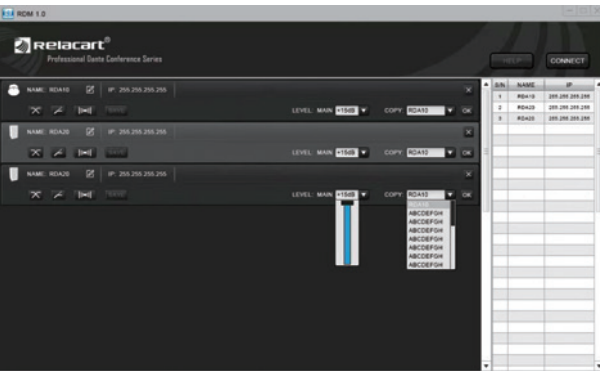 RDIM 1.0
Relacart®
Professional Dante Conference Series
HELP
CONNECT
NAME: RDA10
IP: 255.255.255.255
LEVEL: MAIN +15dB
COPY: RDA10
OK
NAME: RDA20
IP: 255.255.255.255
LEVEL: MAIN +15dB
COPY: RDA10
OK
NAME: RDA20
IP: 255.255.255.255
LEVEL: MAIN +15dB
COPY: RDA10
OK
RDA10
ABCDEFGH
ABCDEFGH
ABCDEFGH
ABCDEFGH
ABCDEFGH
ABCDEFGH
ABCDEFGH
S/N NAME IP
1 RDA10 255.255.255.255
2 RDA20 255.255.255.255
3 RDA20 255.255.255.255